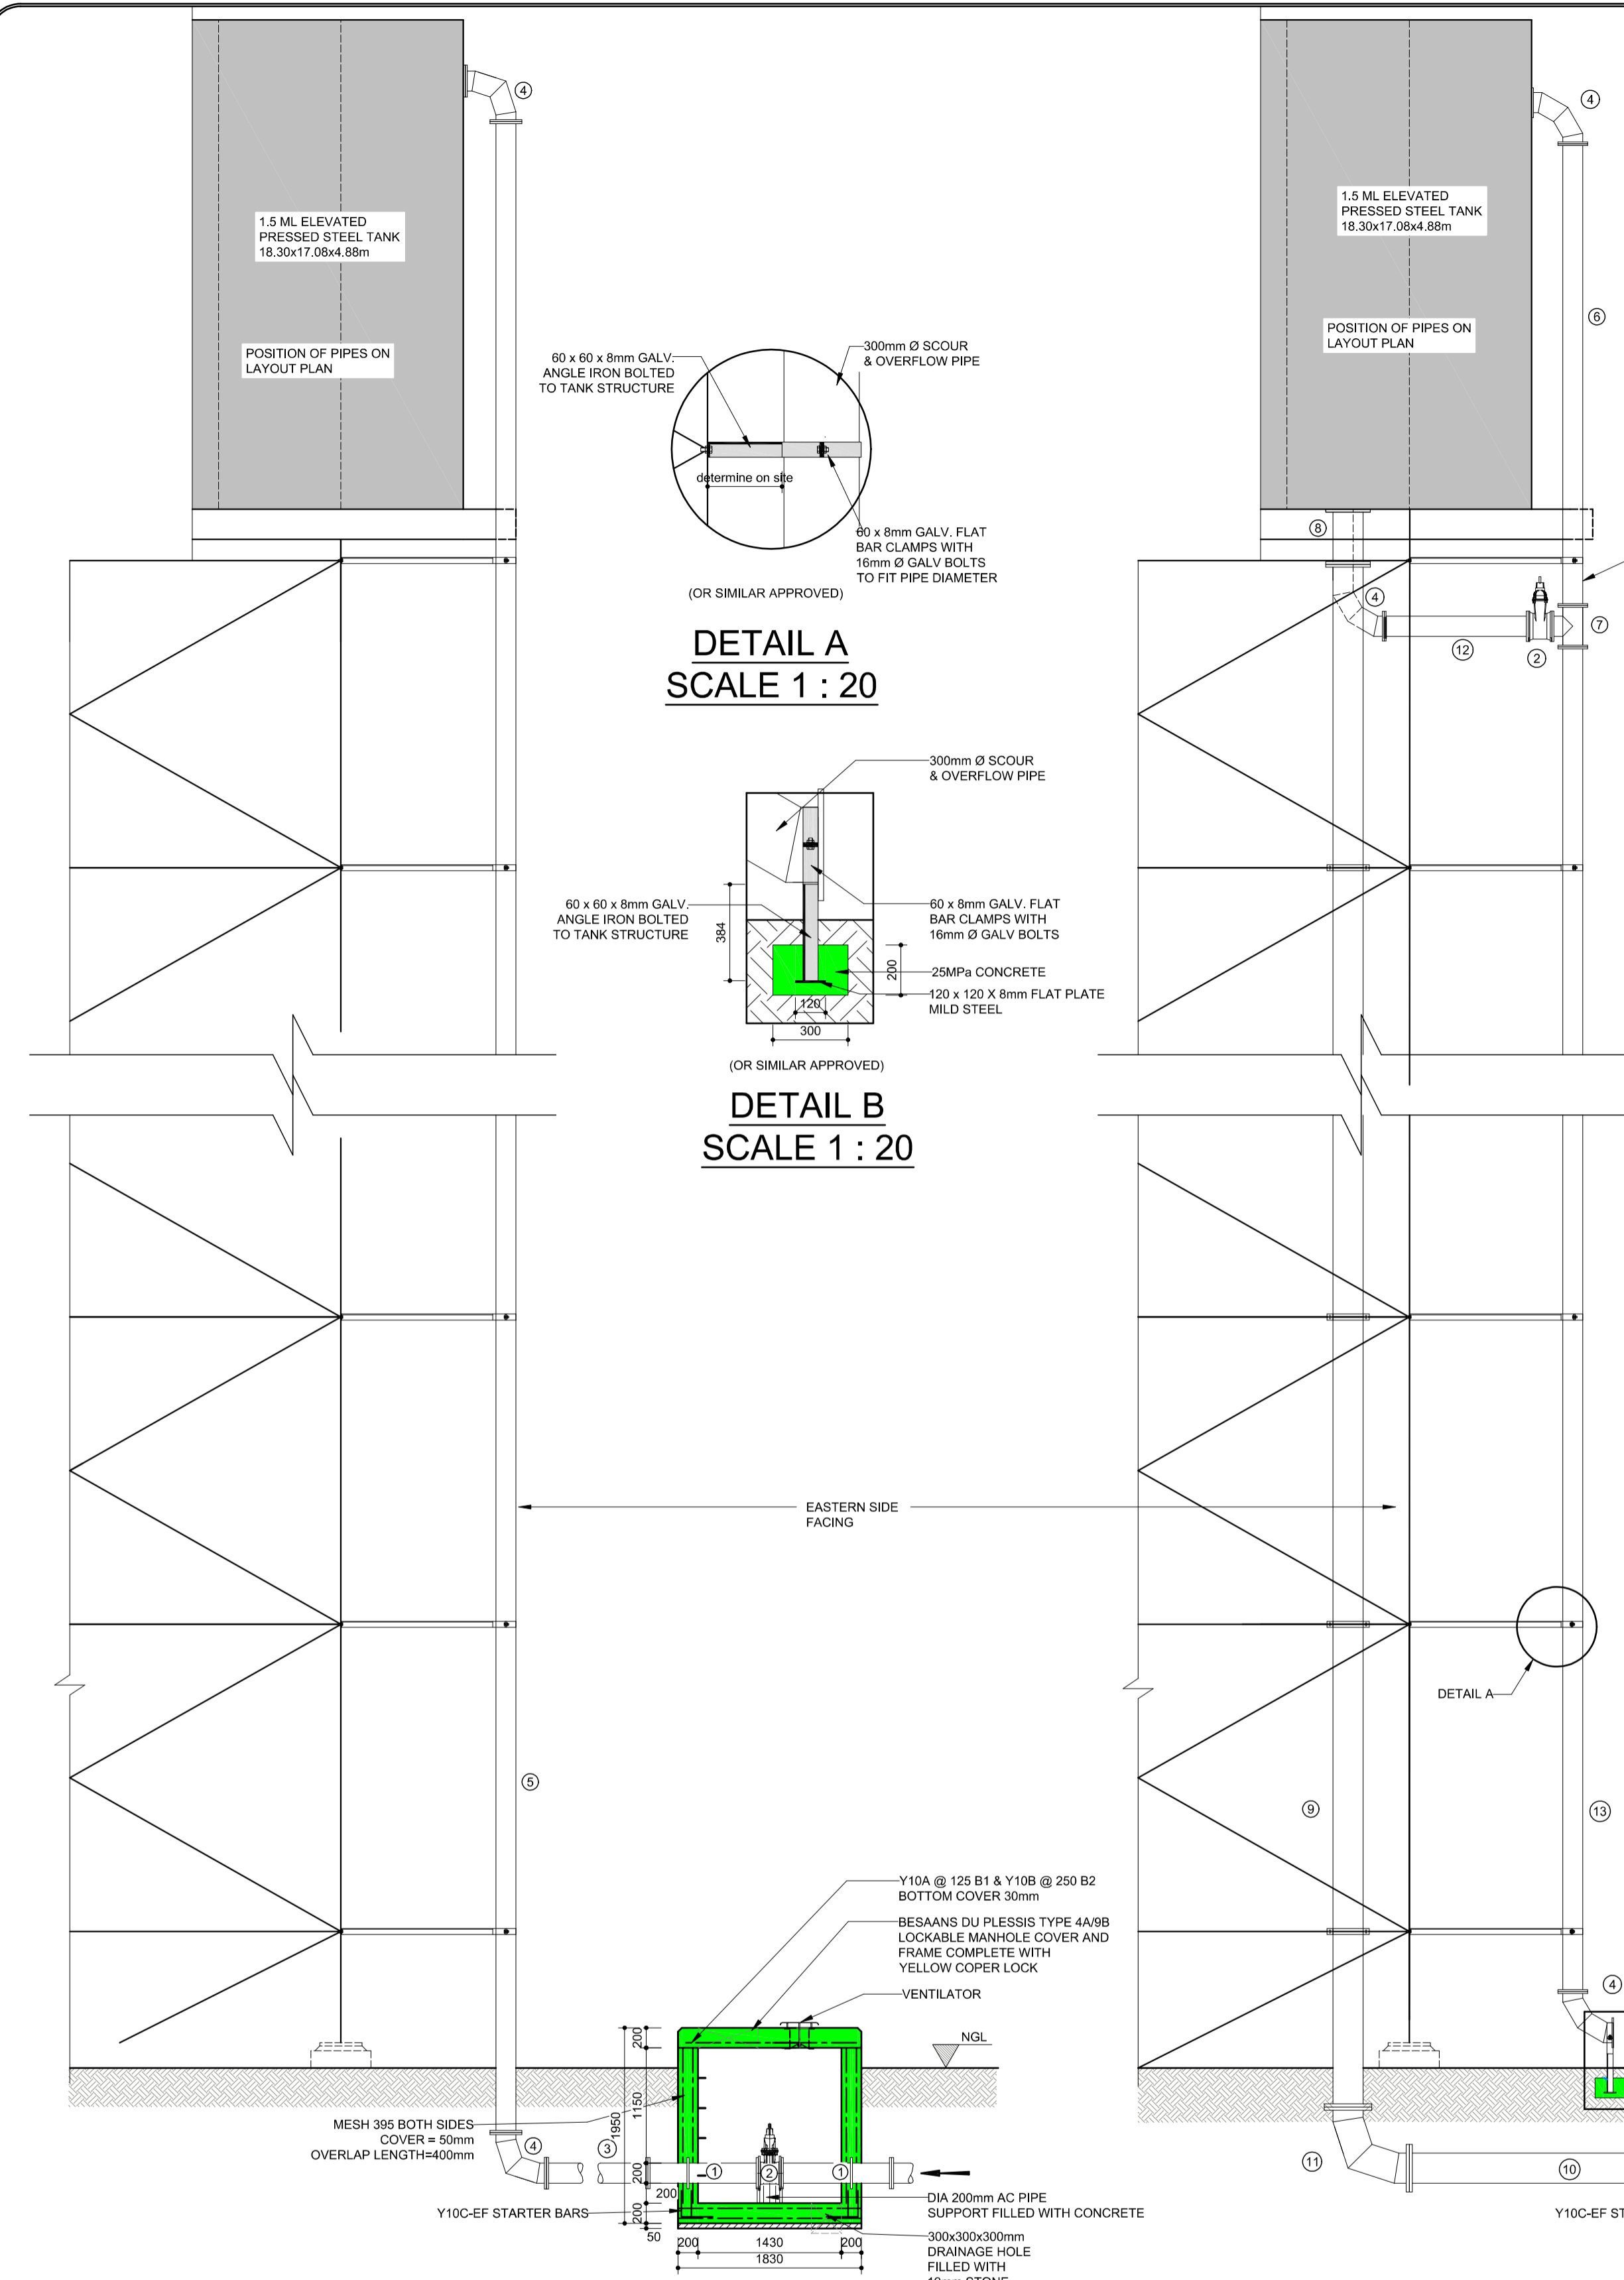 1.5 ML ELEVATED
PRESSED STEEL TANK
18.30x17.08x4.88m
POSITION OF PIPES ON
LAYOUT PLAN
4
60 x 60 x 8mm GALV.
ANGLE IRON BOLTED
TO TANK STRUCTURE
300mm Ø SCOUR
& OVERFLOW PIPE
determine on site
60 x 8mm GALV. FLAT
BAR CLAMPS WITH
16mm Ø GALV BOLTS
TO FIT PIPE DIAMETER
(OR SIMILAR APPROVED)
DETAIL A
SCALE 1 : 20
1.5 ML ELEVATED
PRESSED STEEL TANK
18.30x17.08x4.88m
POSITION OF PIPES ON
LAYOUT PLAN
4
6
8
4
7
12
2
300mm Ø SCOUR
& OVERFLOW PIPE
60 x 60 x 8mm GALV.
ANGLE IRON BOLTED
TO TANK STRUCTURE
384
60 x 8mm GALV. FLAT
BAR CLAMPS WITH
16mm Ø GALV BOLTS
200
25MPa CONCRETE
120 x 120 X 8mm FLAT PLATE
MILD STEEL
120
300
(OR SIMILAR APPROVED)
DETAIL B
SCALE 1 : 20
EASTERN SIDE
FACING
DETAIL A
5
9
13
4
Y10A @ 125 B1 & Y10B @ 250 B2
BOTTOM COVER 30mm
BESAANS DU PLESSIS TYPE 4A/9B
LOCKABLE MANHOLE COVER AND
FRAME COMPLETE WITH
YELLOW COPER LOCK
VENTILATOR
NGL
200
1150
1950
MESH 395 BOTH SIDES
COVER = 50mm
OVERLAP LENGTH=400mm
4
3
1
2
1
200
200
200
50
Y10C-EF STARTER BARS
DIA 200mm AC PIPE
SUPPORT FILLED WITH CONCRETE
300x300x300mm
DRAINAGE HOLE
FILLED WITH
200
1430
200
1830
11
10
Y10C-EF ST